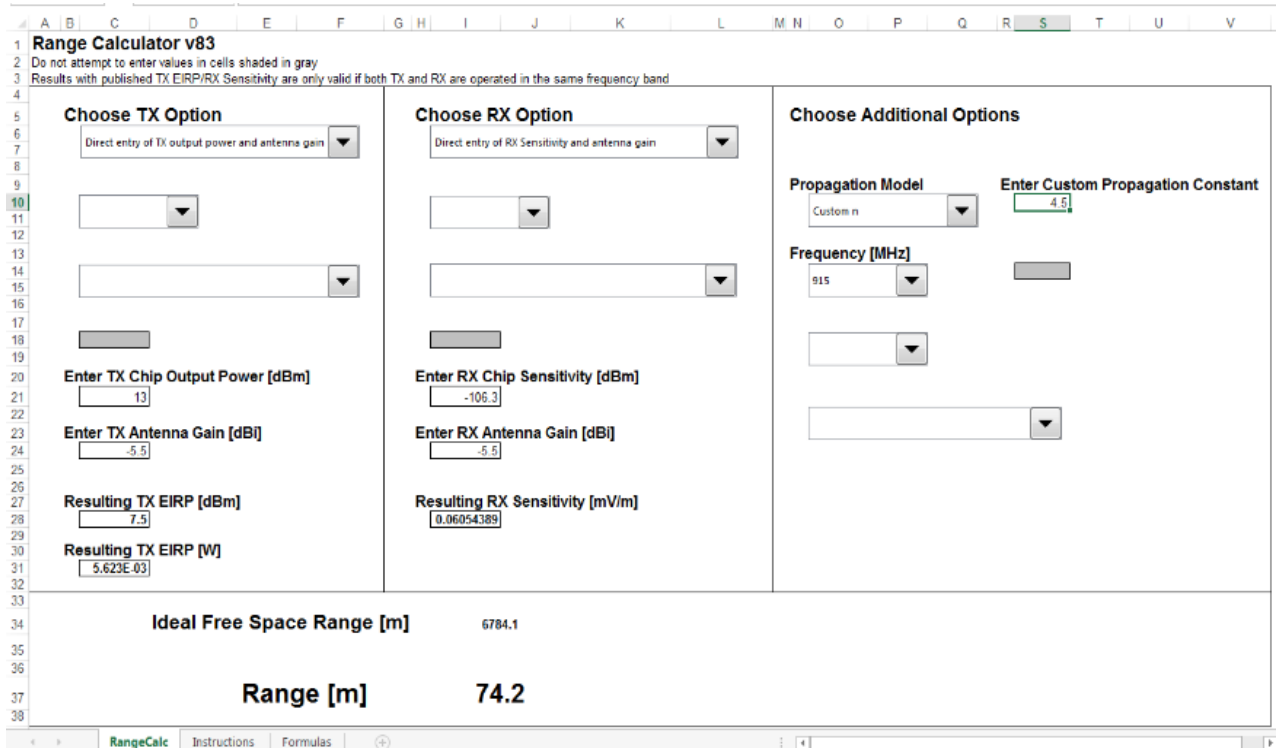 A B C D E F G H I J K L M N O P Q R S T U V
1 Range Calculator v83
2 Do not attempt to enter values in cells shaded in gray
3 Results with published TX EIRP/RX Sensitivity are only valid if both TX and RX are operated in the same frequency band
4
5 Choose TX Option Choose RX Option Choose Additional Options
6 Direct entry of TX output power and antenna gain Direct entry of RX Sensitivity and antenna gain
7
8
9 Propagation Model Enter Custom Propagation Constant
10 Custom n 4.5
11
12
13 Frequency [MHz]
14 915
15
16
17
18
19
20 Enter TX Chip Output Power [dBm] Enter RX Chip Sensitivity [dBm]
21 13 -106.3
22
23 Enter TX Antenna Gain [dBi] Enter RX Antenna Gain [dBi]
24 -5.5 -5.5
25
26
27 Resulting TX EIRP [dBm] Resulting RX Sensitivity [mV/m]
28 7.5 0.06054389
29
30 Resulting TX EIRP [W]
31 5.623E-03
32
33
34 Ideal Free Space Range [m] 6784.1
35
36
37 Range [m] 74.2
38
RangeCalc Instructions Formulas